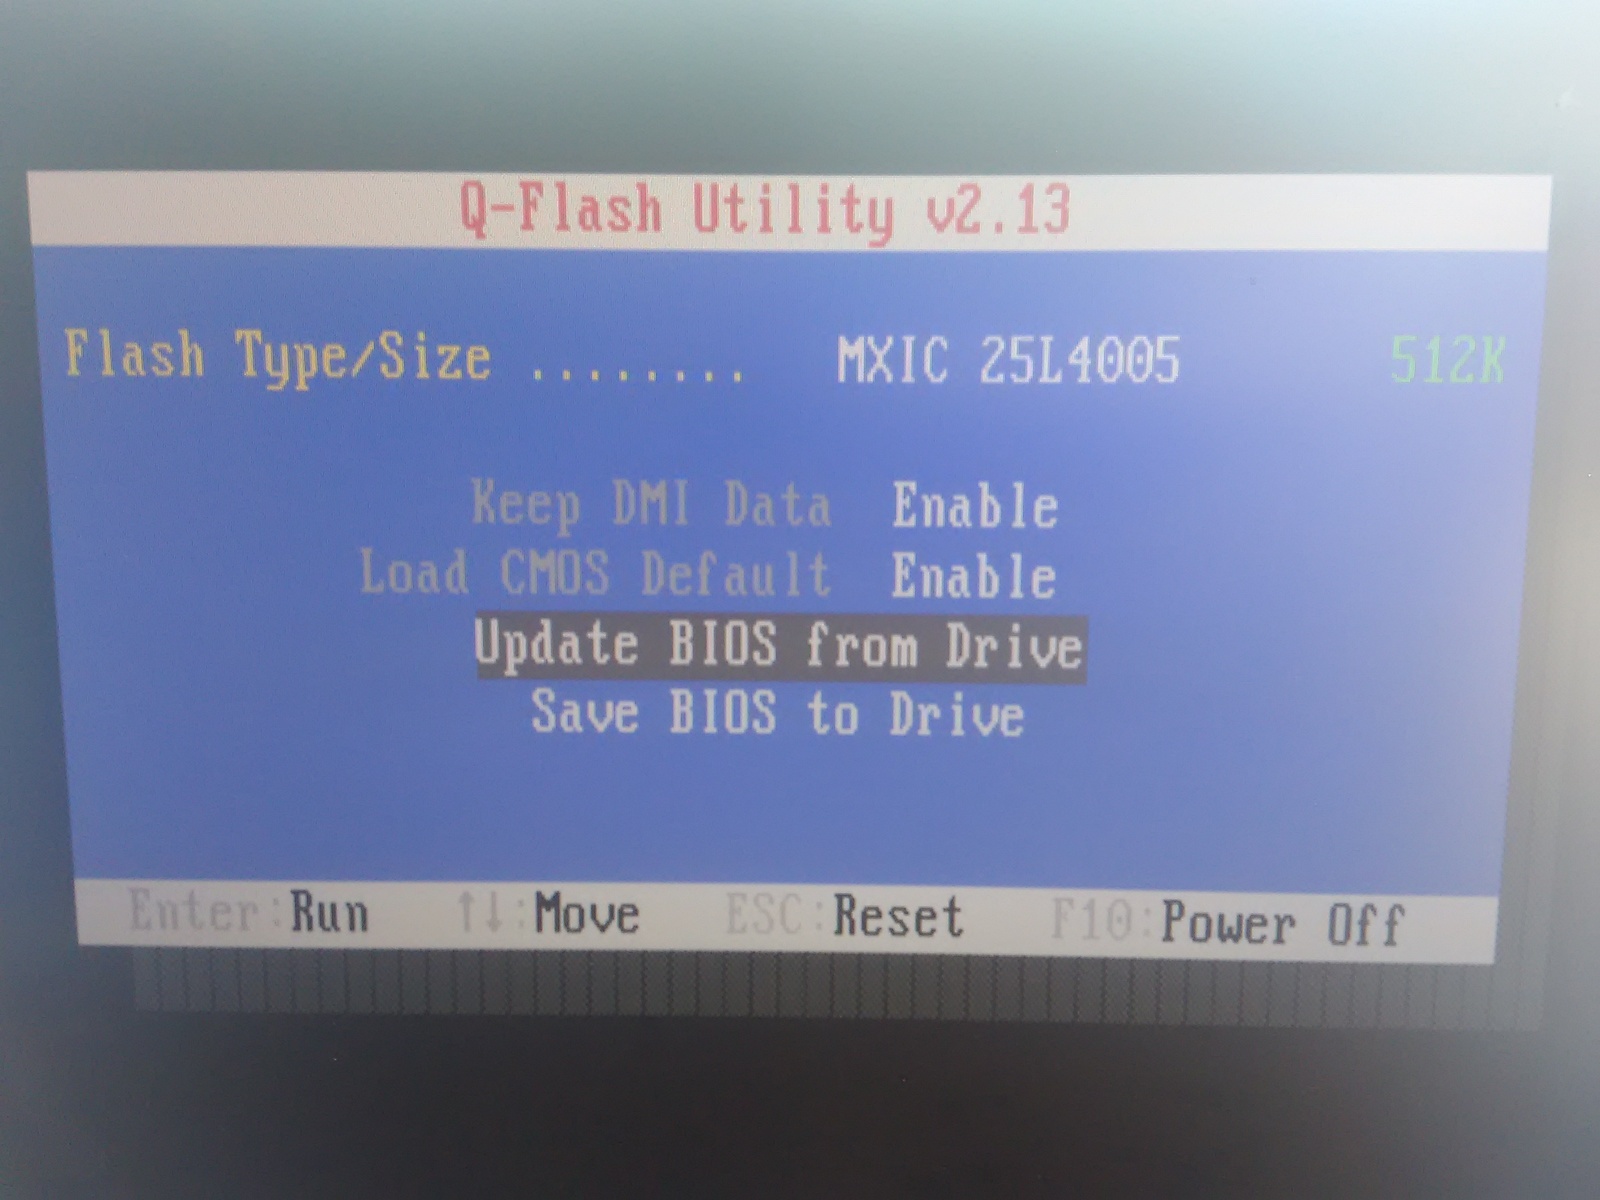 Q-Flash Utility v2.13
Flash Type/Size ........ MXIC 25L4005 512K
Keep DMI Data Enable
Load CMOS Default Enable
Update BIOS from Drive
Save BIOS to Drive
Enter:Run ↑↓:Move ESC:Reset F10:Power Off